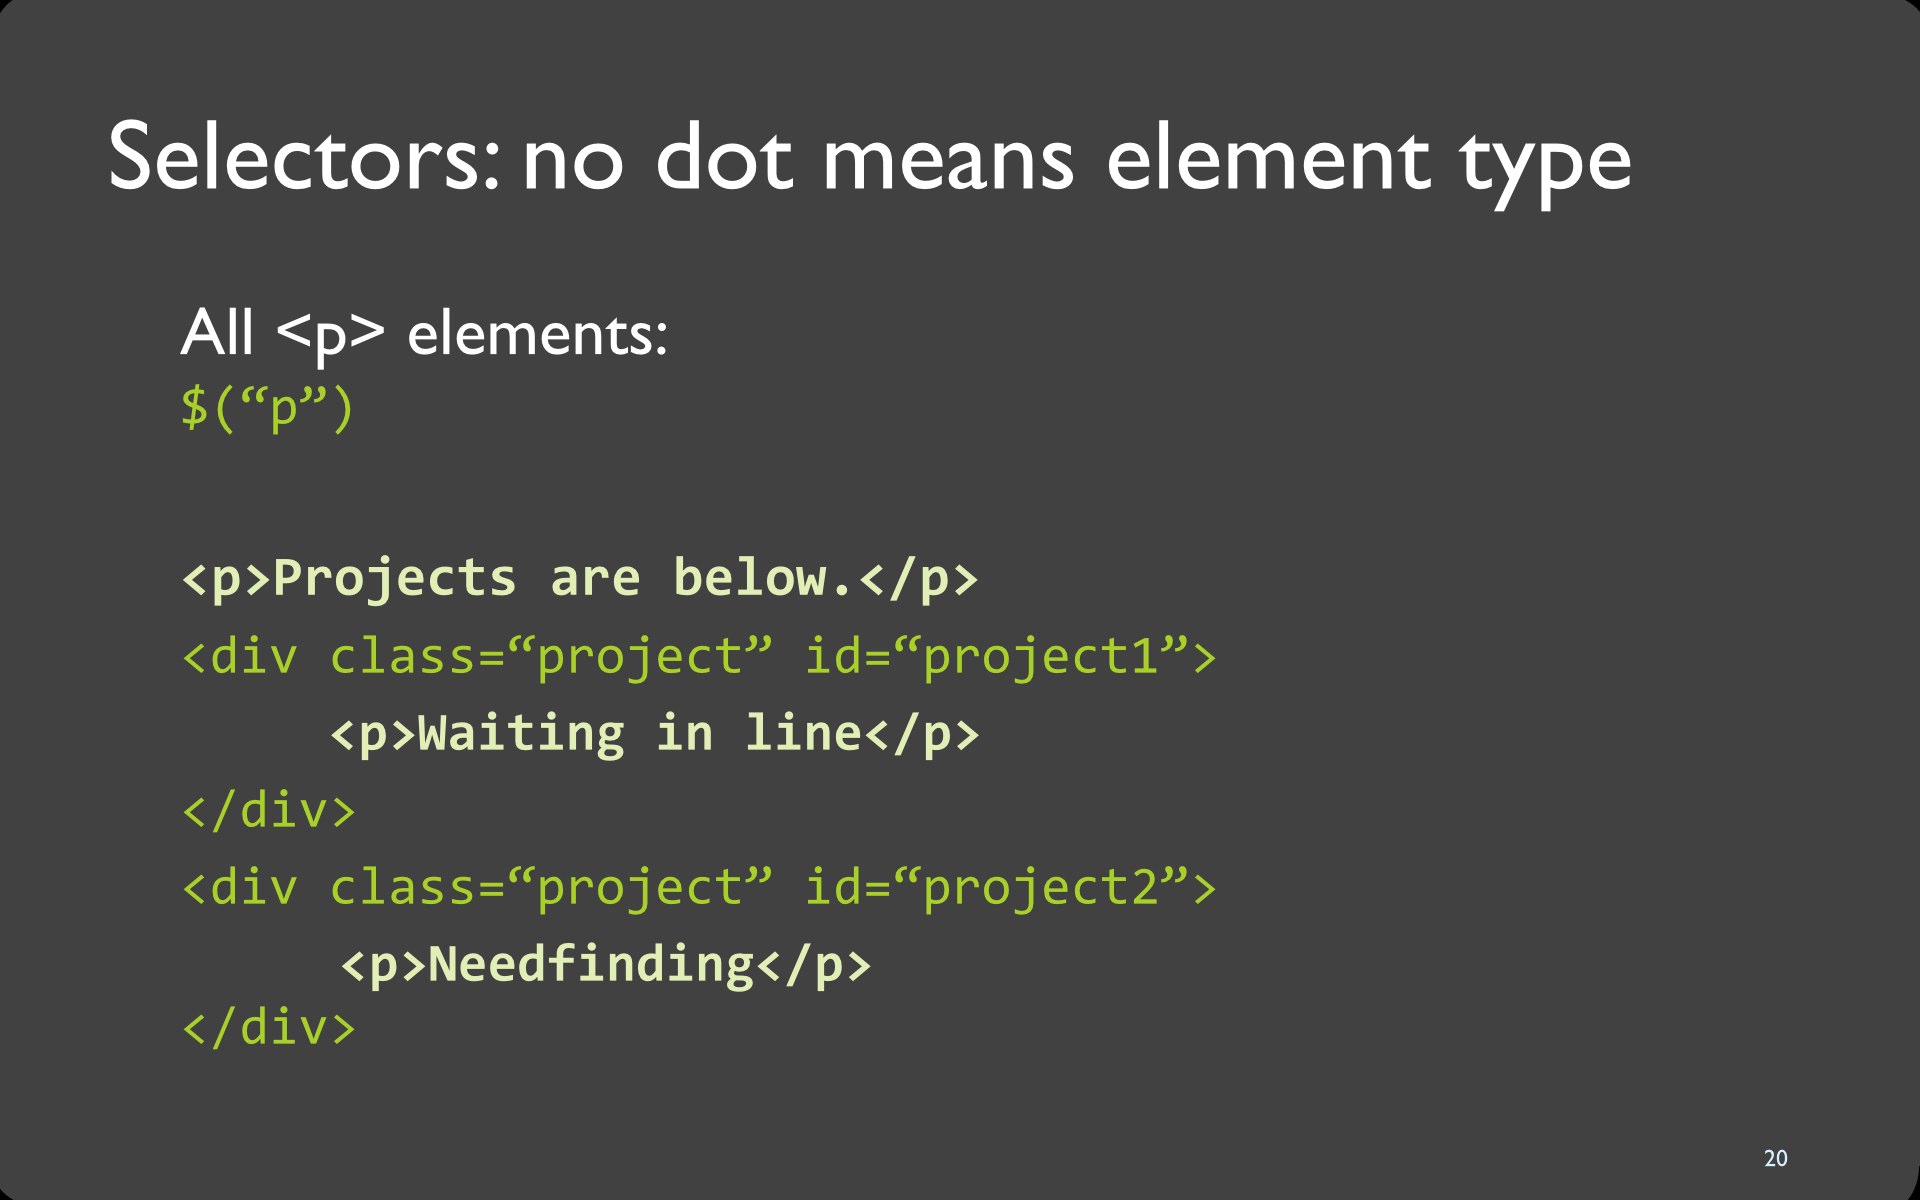 Selectors: no dot means element type
All <p> elements:
$(“p”)
<p>Projects are below.</p>
<div class=“project” id=“project1”>
<p>Waiting in line</p>
</div>
<div class=“project” id=“project2”>
<p>Needfinding</p>
</div>
20